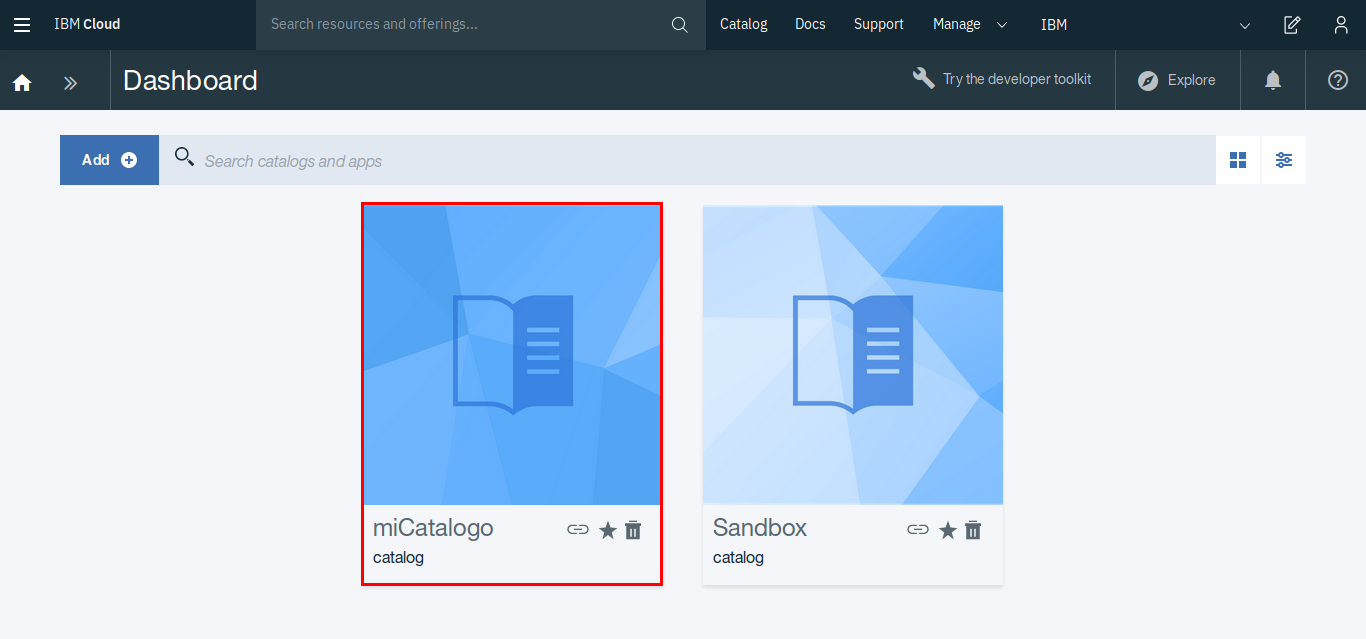 IBM Cloud
Search resources and offerings...
Catalog
Docs
Support
Manage
IBM
Dashboard
Try the developer toolkit
Explore
Add
Search catalogs and apps
miCatalogo
catalog
Sandbox
catalog